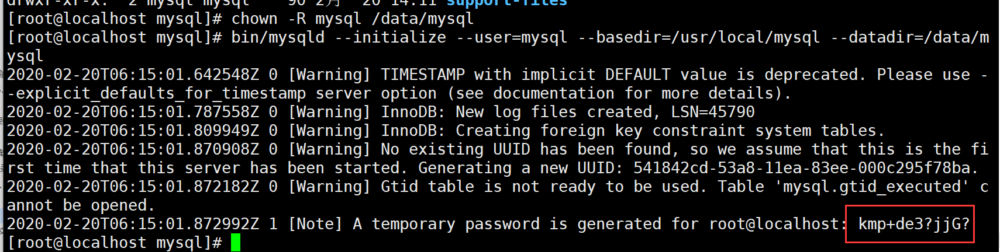 drwxr-xr-x.  2 mysql mysql    90 2月  20 14:11 support-files
[root@localhost mysql]# chown -R mysql /data/mysql
[root@localhost mysql]# bin/mysqld --initialize --user=mysql --basedir=/usr/local/mysql --datadir=/data/m
ysql
2020-02-20T06:15:01.642548Z 0 [Warning] TIMESTAMP with implicit DEFAULT value is deprecated. Please use -
-explicit_defaults_for_timestamp server option (see documentation for more details).
2020-02-20T06:15:01.787558Z 0 [Warning] InnoDB: New log files created, LSN=45790
2020-02-20T06:15:01.809949Z 0 [Warning] InnoDB: Creating foreign key constraint system tables.
2020-02-20T06:15:01.870908Z 0 [Warning] No existing UUID has been found, so we assume that this is the fi
rst time that this server has been started. Generating a new UUID: 541842cd-53a8-11ea-83ee-000c295f78ba.
2020-02-20T06:15:01.872182Z 0 [Warning] Gtid table is not ready to be used. Table 'mysql.gtid_executed' c
annot be opened.
2020-02-20T06:15:01.872992Z 1 [Note] A temporary password is generated for root@localhost: kmp+de3?jjG?
[root@localhost mysql]#